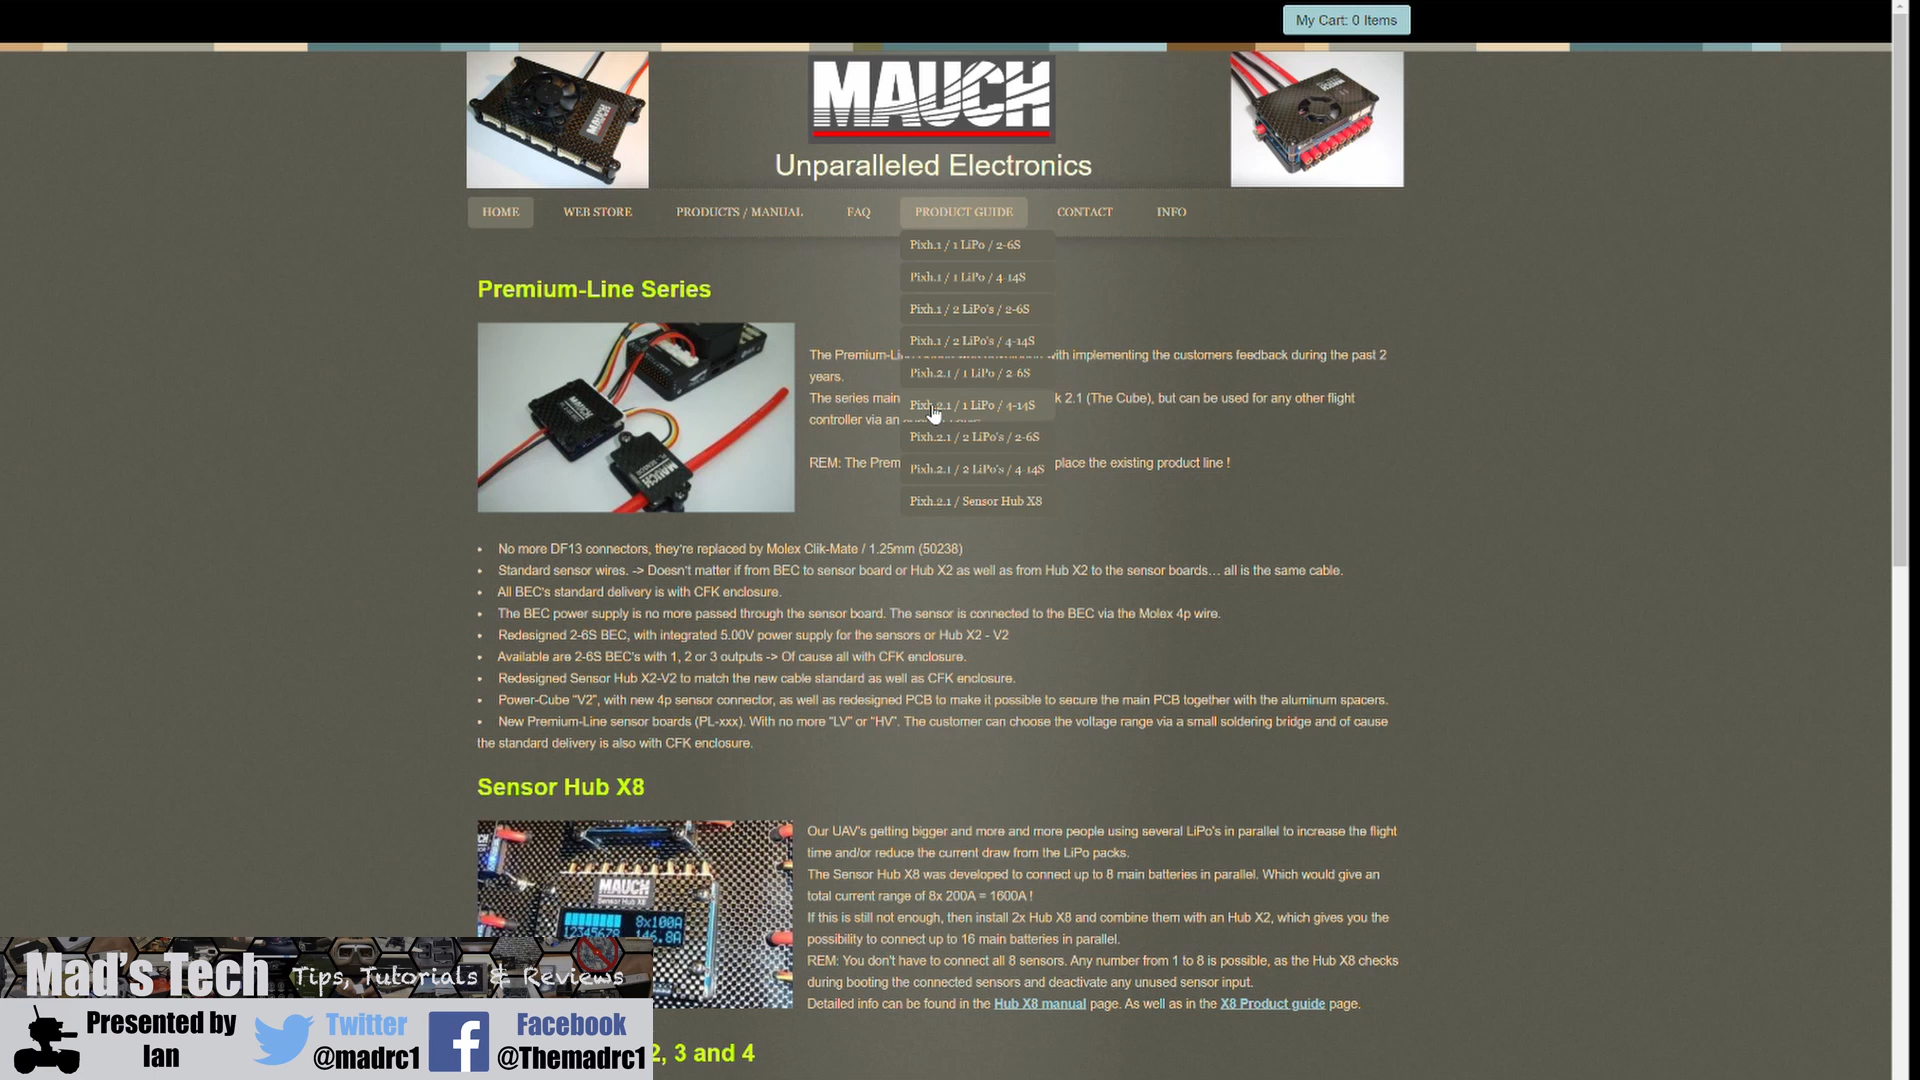 My Cart: 0 Items
MAUCH
Unparalleled Electronics
HOME WEB STORE PRODUCTS / MANUAL FAQ PRODUCT GUIDE CONTACT INFO
Pixh.1 / 1 LiPo / 2-6S
Pixh.1 / 1 LiPo / 4-14S
Pixh.1 / 2 LiPo's / 2-6S
Pixh.1 / 2 LiPo's / 4-14S
Pixh.2.1 / 1 LiPo / 2-6S
Pixh.2.1 / 1 LiPo / 4-14S
Pixh.2.1 / 2 LiPo's / 2-6S
Pixh.2.1 / 2 LiPo's / 4-14S
Pixh.2.1 / Sensor Hub X8
Premium-Line Series
The Premium-Li with implementing the customers feedback during the past 2
years.
The series main k 2.1 (The Cube), but can be used for any other flight
controller via an
REM: The Prem place the existing product line !
• No more DF13 connectors, they're replaced by Molex Clik-Mate / 1.25mm (50238)
• Standard sensor wires. -> Doesn't matter if from BEC to sensor board or Hub X2 as well as from Hub X2 to the sensor boards... all is the same cable.
• All BEC's standard delivery is with CFK enclosure.
• The BEC power supply is no more passed through the sensor board. The sensor is connected to the BEC via the Molex 4p wire.
• Redesigned 2-6S BEC, with integrated 5.00V power supply for the sensors or Hub X2 - V2
• Available are 2-6S BEC's with 1, 2 or 3 outputs -> Of cause all with CFK enclosure.
• Redesigned Sensor Hub X2-V2 to match the new cable standard as well as CFK enclosure.
• Power-Cube "V2", with new 4p sensor connector, as well as redesigned PCB to make it possible to secure the main PCB together with the aluminum spacers.
• New Premium-Line sensor boards (PL-xxx). With no more "LV" or "HV". The customer can choose the voltage range via a small soldering bridge and of cause
the standard delivery is also with CFK enclosure.
Sensor Hub X8
MAUCH
Sensor Hub X8
8x100A
12345678 146.8A
Our UAV's getting bigger and more and more people using several LiPo's in parallel to increase the flight
time and/or reduce the current draw from the LiPo packs.
The Sensor Hub X8 was developed to connect up to 8 main batteries in parallel. Which would give an
total current range of 8x 200A = 1600A !
If this is still not enough, then install 2x Hub X8 and combine them with an Hub X2, which gives you the
possibility to connect up to 16 main batteries in parallel.
REM: You don't have to connect all 8 sensors. Any number from 1 to 8 is possible, as the Hub X8 checks
during booting the connected sensors and deactivate any unused sensor input.
Detailed info can be found in the Hub X8 manual page. As well as in the X8 Product guide page.
2, 3 and 4
Mad's Tech Tips, Tutorials & Reviews
Presented by
Ian
Twitter
@madrc1
Facebook
@Themadrc1